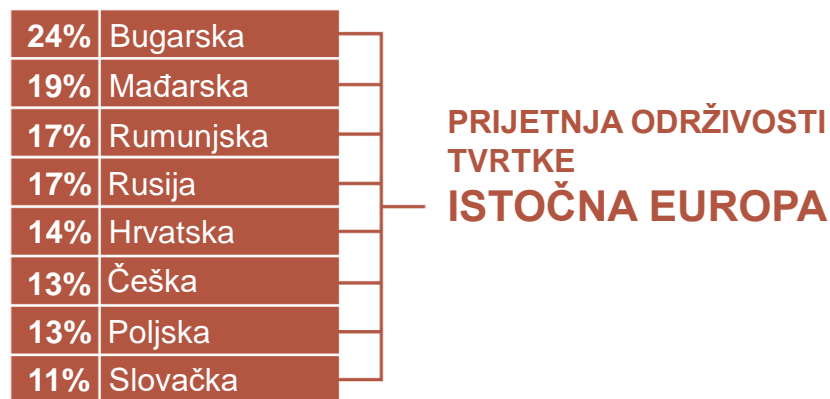 24% Bugarska
19% Mađarska
17% Rumunjska
17% Rusija
14% Hrvatska
13% Češka
13% Poljska
11% Slovačka
PRIJETNJA ODRŽIVOSTI
TVRTKE
ISTOČNA EUROPA